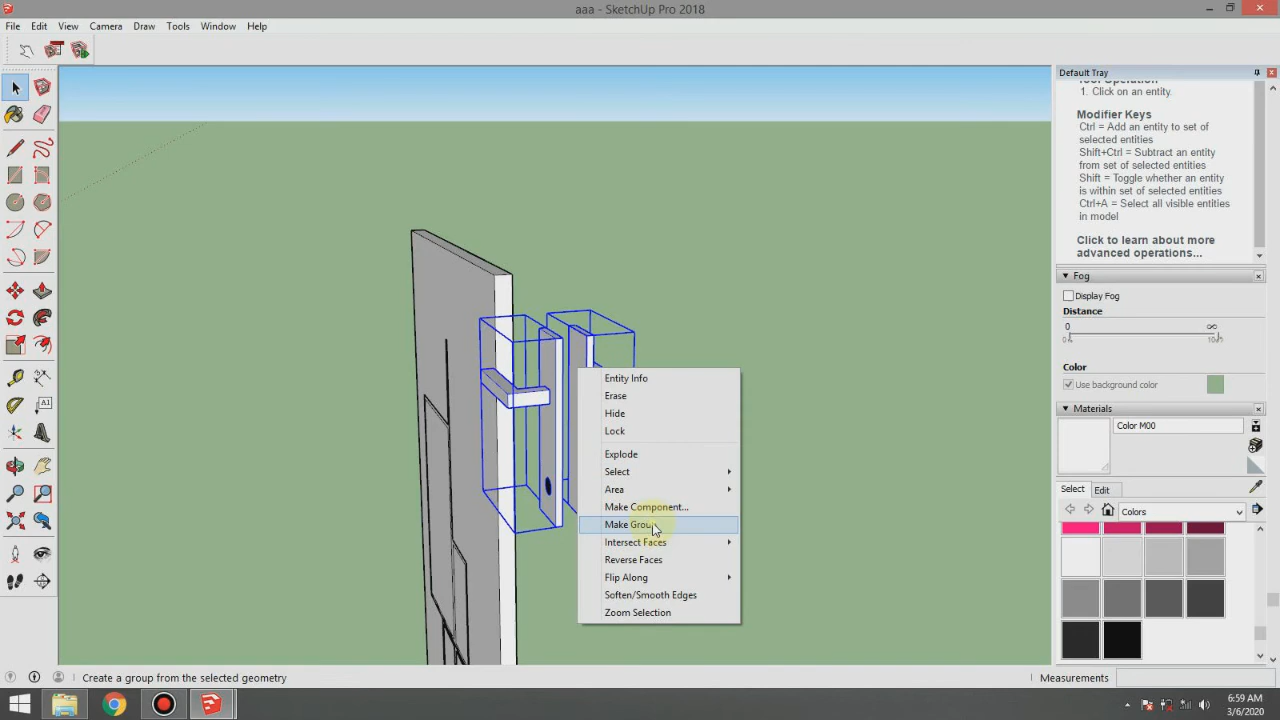 aaa - SketchUp Pro 2018
File Edit View Camera Draw Tools Window Help
Default Tray
1. Click on an entity.
Modifier Keys
Ctrl = Add an entity to set of
selected entities
Shift+Ctrl = Subtract an entity
from set of selected entities
Shift = Toggle whether an entity
is within set of selected entities
Ctrl+A = Select all visible entities
in model
Click to learn about more
advanced operations...
Fog
Display Fog
Distance
0 ∞
Color
Use background color
Materials
Color M00
Select Edit
Colors
Entity Info
Erase
Hide
Lock
Explode
Select
Area
Make Component...
Make Group
Intersect Faces
Reverse Faces
Flip Along
Soften/Smooth Edges
Zoom Selection
Create a group from the selected geometry
Measurements
6:59 AM
3/6/2020